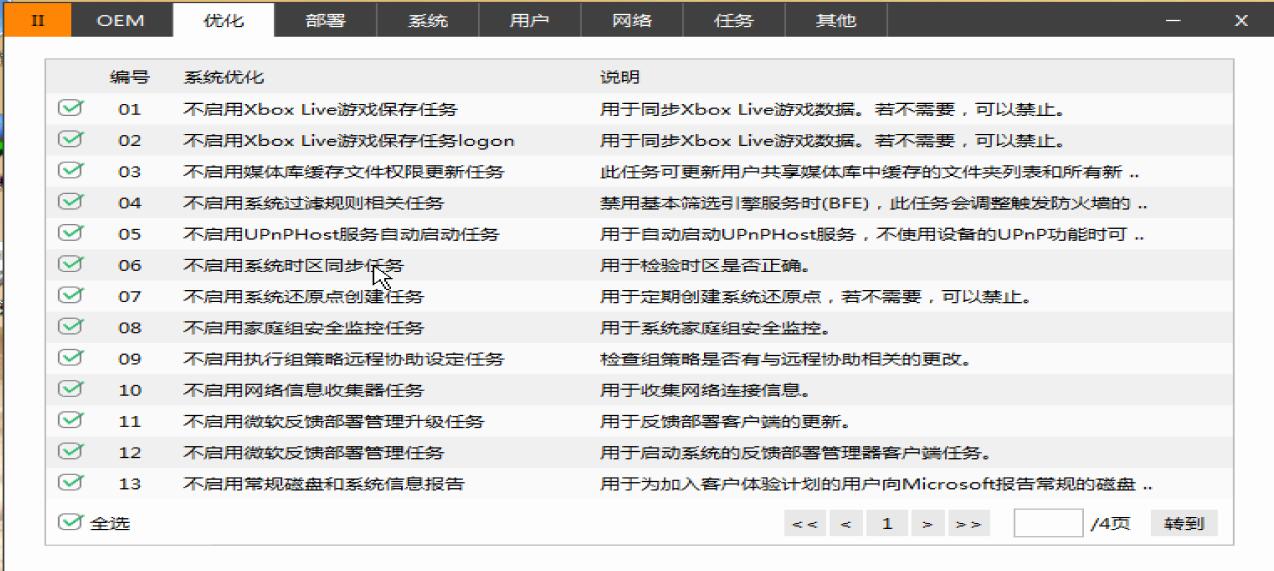 II OEM 优化 部署 系统 用户 网络 任务 其他 — X
编号 系统优化 说明
01 不启用Xbox Live游戏保存任务 用于同步Xbox Live游戏数据。若不需要，可以禁止。
02 不启用Xbox Live游戏保存任务logon 用于同步Xbox Live游戏数据。若不需要，可以禁止。
03 不启用媒体库缓存文件权限更新任务 此任务可更新用户共享媒体库中缓存的文件夹列表和所有新 ..
04 不启用系统过滤规则相关任务 禁用基本筛选引擎服务时(BFE)，此任务会调整触发防火墙的 ..
05 不启用UPnPHost服务自动启动任务 用于自动启动UPnPHost服务，不使用设备的UPnP功能时可 ..
06 不启用系统时区同步任务 用于检验时区是否正确。
07 不启用系统还原点创建任务 用于定期创建系统还原点，若不需要，可以禁止。
08 不启用家庭组安全监控任务 用于系统家庭组安全监控。
09 不启用执行组策略远程协助设定任务 检查组策略是否有与远程协助相关的更改。
10 不启用网络信息收集器任务 用于收集网络连接信息。
11 不启用微软反馈部署管理升级任务 用于反馈部署客户端的更新。
12 不启用微软反馈部署管理任务 用于启动系统的反馈部署管理器客户端任务。
13 不启用常规磁盘和系统信息报告 用于为加入客户体验计划的用户向Microsoft报告常规的磁盘 ..
全选 << < 1 > >> /4页 转到